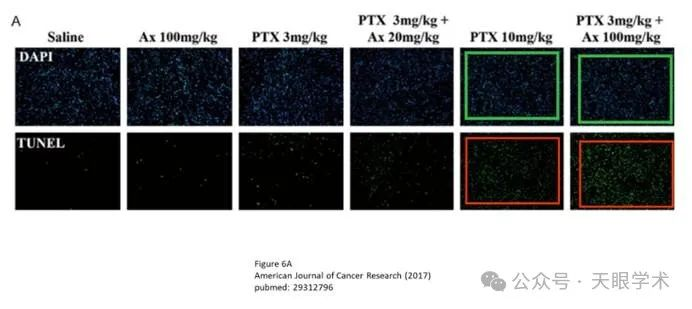 A
Saline
Ax 100mg/kg
PTX 3mg/kg
PTX 3mg/kg +
Ax 20mg/kg
PTX 10mg/kg
PTX 3mg/kg +
Ax 100mg/kg
DAPI
TUNEL
Figure 6A
American Journal of Cancer Research (2017)
pubmed: 29312796
公众号 · 天眼学术